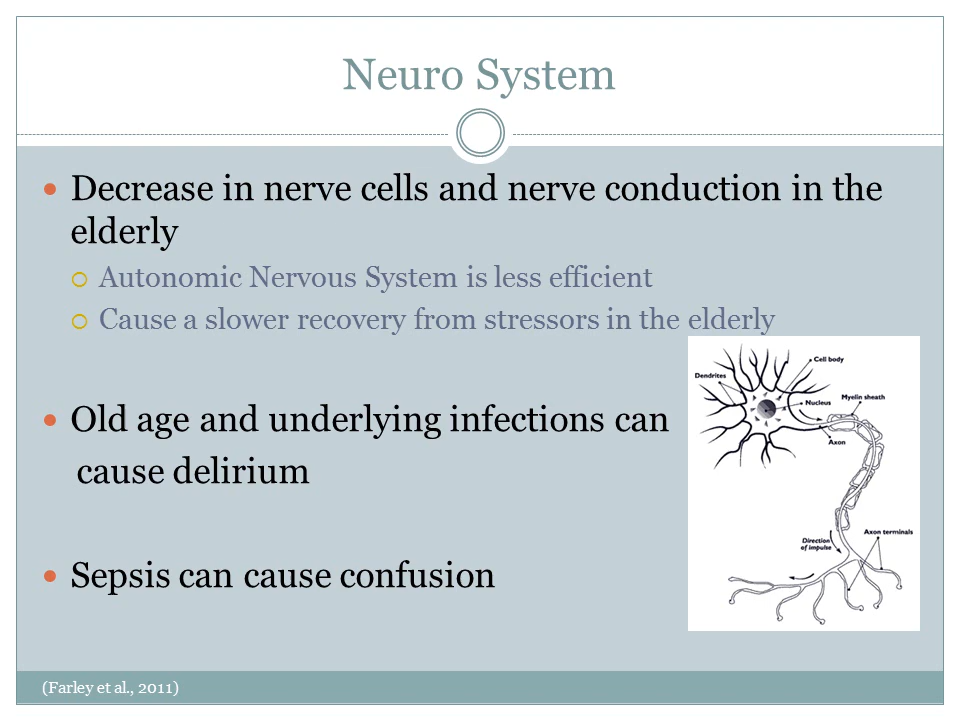 Neuro System
Decrease in nerve cells and nerve conduction in the
elderly
Autonomic Nervous System is less efficient
Cause a slower recovery from stressors in the elderly
Old age and underlying infections can
cause delirium
Sepsis can cause confusion
Cell body
Dendrites
Nucleus
Myelin sheath
Axon
Axon terminals
Direction
of impulse
(Farley et al., 2011)